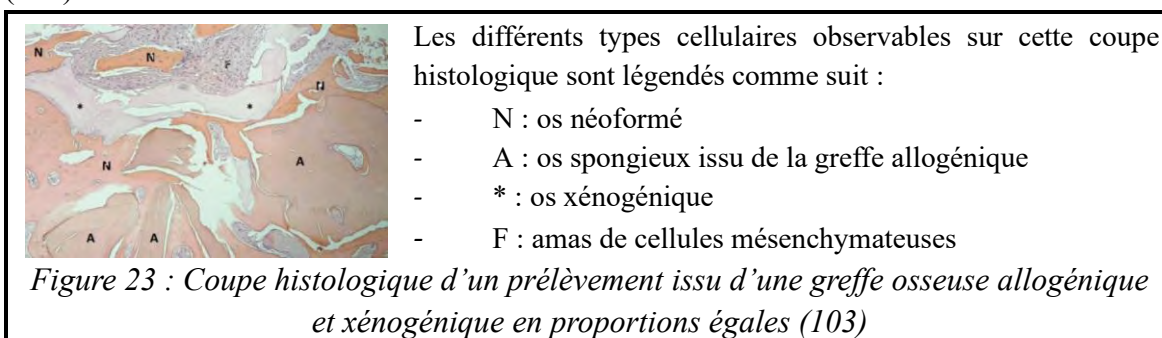 N
N
F
N
*
*
N
A
A
A
Les différents types cellulaires observables sur cette coupe
histologique sont légendés comme suit :
- N : os néoformé
- A : os spongieux issu de la greffe allogénique
- * : os xénogénique
- F : amas de cellules mésenchymateuses
Figure 23 : Coupe histologique d’un prélèvement issu d’une greffe osseuse allogénique
et xénogénique en proportions égales (103)